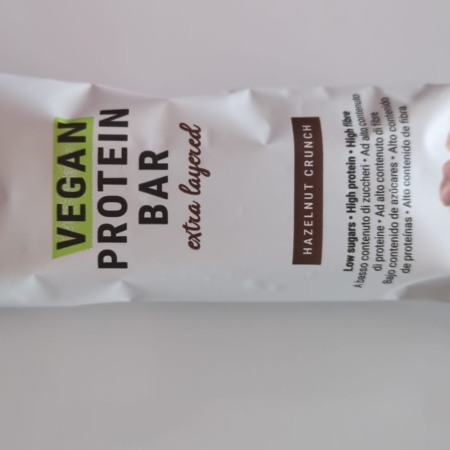 VEGAN
PROTEIN
BAR
extra layered
HAZELNUT CRUNCH
Low sugars • High protein • High fibre
A basso contenuto di zuccheri • Ad alto contenuto
di proteine • Ad alto contenuto di fibre
Bajo contenido de azúcares • Alto contenido
de proteínas • Alto contenido de fibra